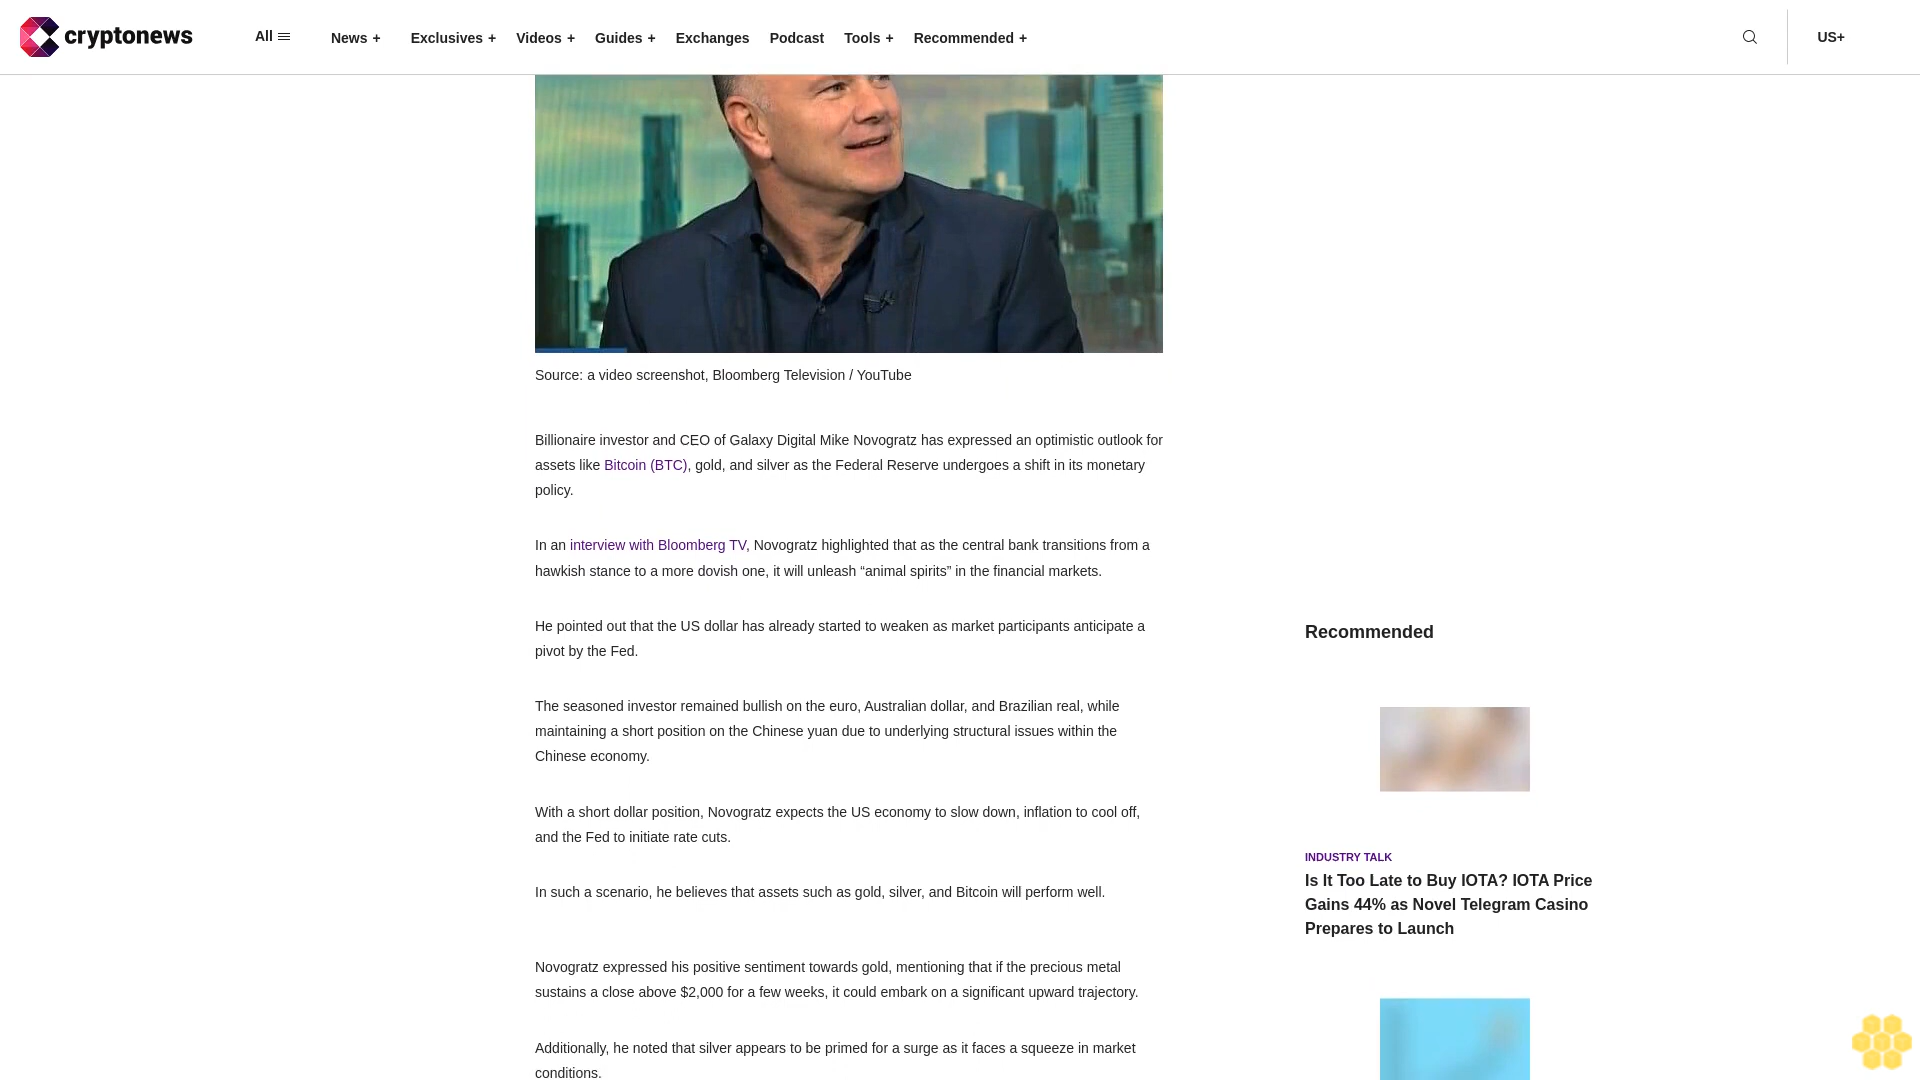 cryptonews
All
News +
Exclusives +
Videos +
Guides +
Exchanges
Podcast
Tools +
Recommended +
US+
Source: a video screenshot, Bloomberg Television / YouTube
Billionaire investor and CEO of Galaxy Digital Mike Novogratz has expressed an optimistic outlook for
assets like Bitcoin (BTC), gold, and silver as the Federal Reserve undergoes a shift in its monetary
policy.
In an interview with Bloomberg TV, Novogratz highlighted that as the central bank transitions from a
hawkish stance to a more dovish one, it will unleash “animal spirits” in the financial markets.
He pointed out that the US dollar has already started to weaken as market participants anticipate a
pivot by the Fed.
The seasoned investor remained bullish on the euro, Australian dollar, and Brazilian real, while
maintaining a short position on the Chinese yuan due to underlying structural issues within the
Chinese economy.
With a short dollar position, Novogratz expects the US economy to slow down, inflation to cool off,
and the Fed to initiate rate cuts.
In such a scenario, he believes that assets such as gold, silver, and Bitcoin will perform well.
Novogratz expressed his positive sentiment towards gold, mentioning that if the precious metal
sustains a close above $2,000 for a few weeks, it could embark on a significant upward trajectory.
Additionally, he noted that silver appears to be primed for a surge as it faces a squeeze in market
conditions.
Recommended
INDUSTRY TALK
Is It Too Late to Buy IOTA? IOTA Price
Gains 44% as Novel Telegram Casino
Prepares to Launch